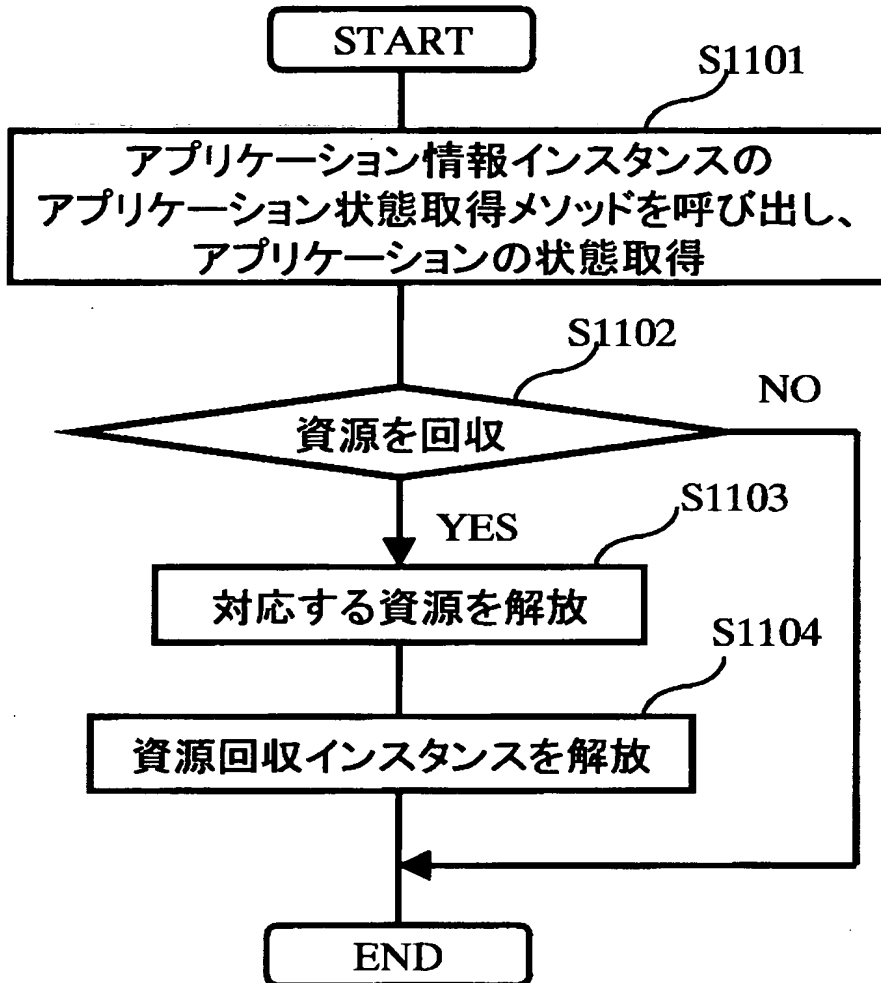 START
S1101
アプリケーション情報インスタンスの
アプリケーション状態取得メソッドを呼び出し、
アプリケーションの状態取得
S1102
資源を回収
NO
YES
S1103
対応する資源を解放
S1104
資源回収インスタンスを解放
END